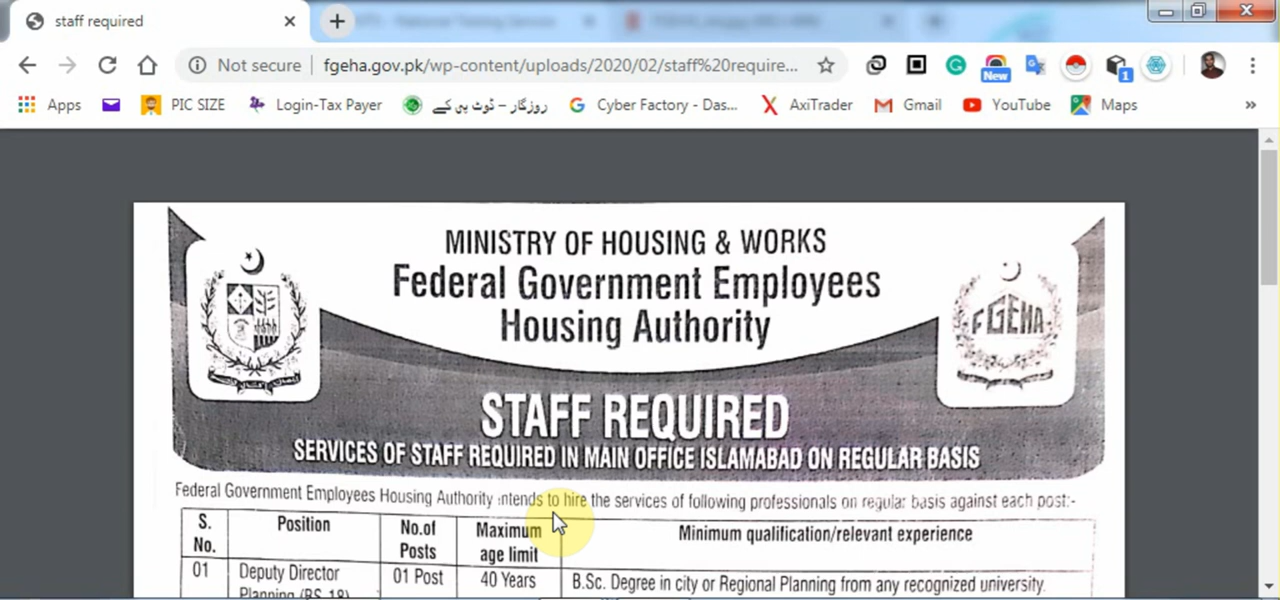 staff required
Not secure
fgeha.gov.pk/wp-content/uploads/2020/02/staff%20require...
New
1
Apps
PIC SIZE
Login-Tax Payer
روزگار – ٹوٹ پی کے
Cyber Factory - Das...
AxiTrader
Gmail
YouTube
Maps
»
MINISTRY OF HOUSING & WORKS
Federal Government Employees
Housing Authority
FGEHA
STAFF REQUIRED
SERVICES OF STAFF REQUIRED IN MAIN OFFICE ISLAMABAD ON REGULAR BASIS
Federal Government Employees Housing Authority intends to hire the services of following professionals on regular basis against each post:-
S. No.
Position
No.of Posts
Maximum age limit
Minimum qualification/relevant experience
01
Deputy Director Planning (BS-18)
01 Post
40 Years
B.Sc. Degree in city or Regional Planning from any recognized university.